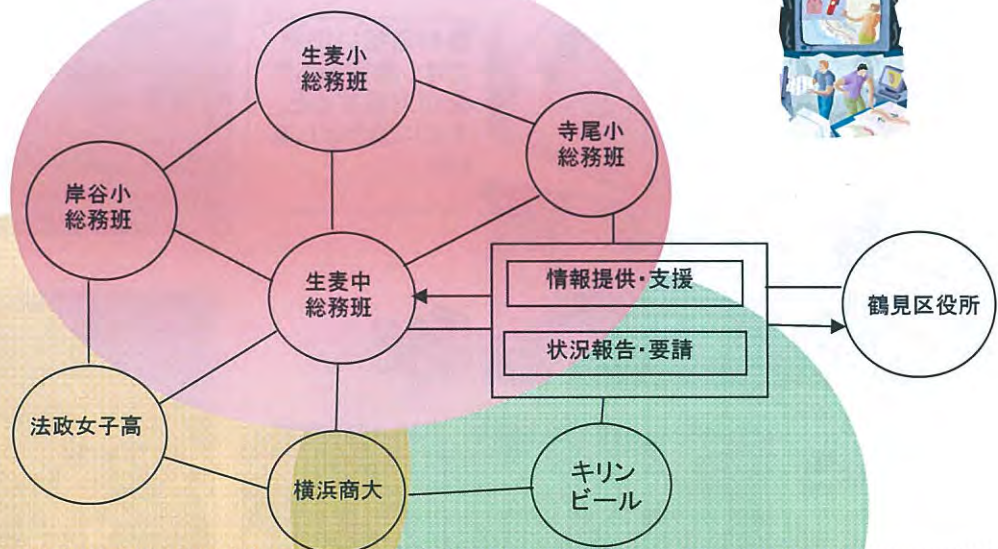 生麦小
総務班
寺尾小
総務班
岸谷小
総務班
生麦中
総務班
情報提供・支援
状況報告・要請
鶴見区役所
法政女子高
横浜商大
キリン
ビール